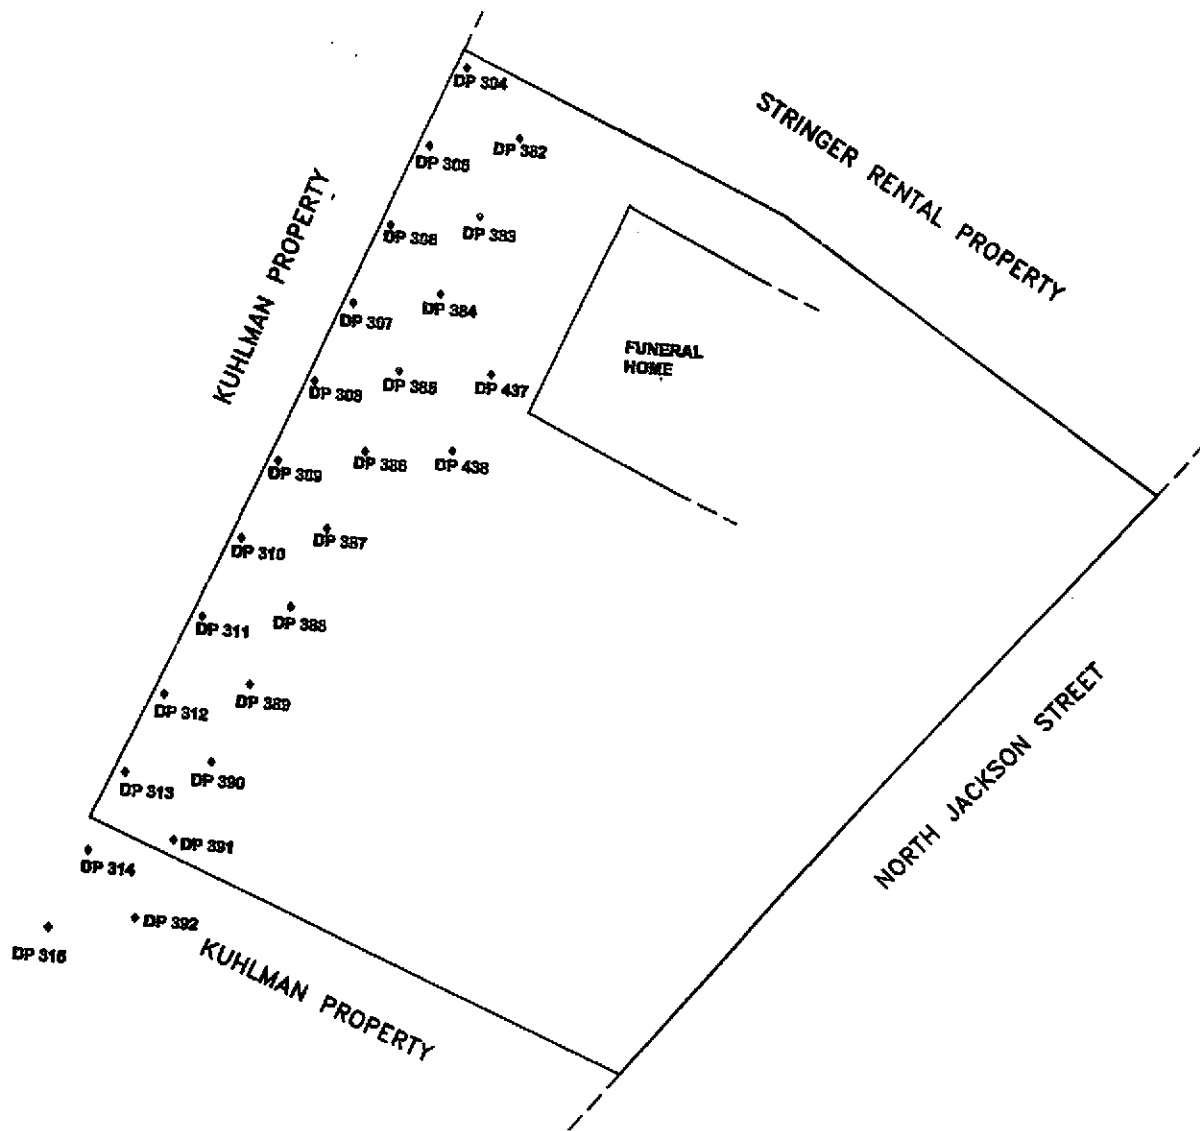 DP 304
STRINGER RENTAL PROPERTY
DP 305
DP 382
KUHLMAN PROPERTY
DP 306
DP 383
DP 307
DP 384
FUNERAL
HOME
DP 308
DP 385
DP 437
DP 309
DP 386
DP 438
DP 310
DP 387
DP 311
DP 388
DP 312
DP 389
DP 313
DP 390
DP 391
DP 314
DP 392
DP 315
KUHLMAN PROPERTY
NORTH JACKSON STREET